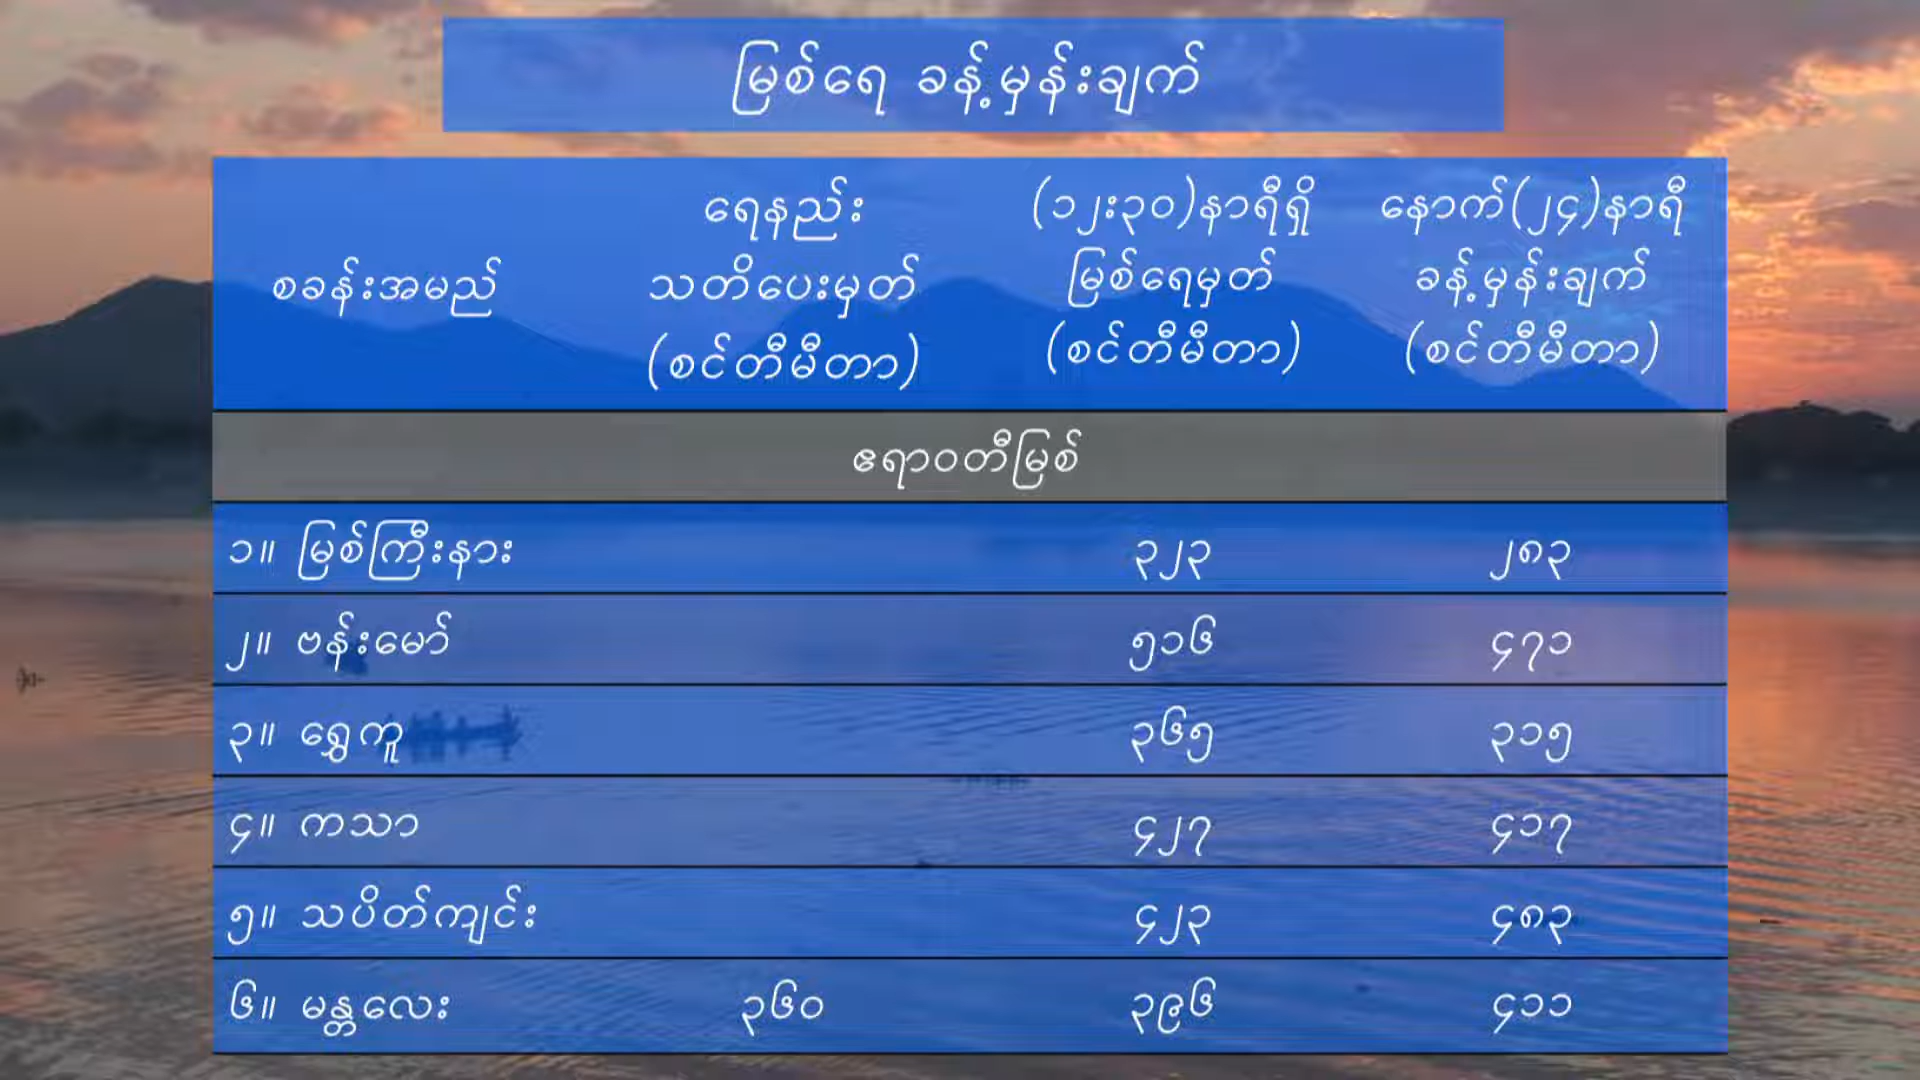 မြစ်ရေ ခန့်မှန်းချက်
စခန်းအမည်
ရေနည်း
သတိပေးမှတ်
(စင်တီမီတာ)
(၁၂း၃၀)နာရီရှိ
မြစ်ရေမှတ်
(စင်တီမီတာ)
နောက်(၂၄)နာရီ
ခန့်မှန်းချက်
(စင်တီမီတာ)
ဧရာဝတီမြစ်
၁။ မြစ်ကြီးနား ၃၂၃ ၂၈၃
၂။ ဗန်းမော် ၅၁၆ ၄၇၁
၃။ ရွှေကူ ၃၆၅ ၃၁၅
၄။ ကသာ ၄၂၇ ၄၁၇
၅။ သပိတ်ကျင်း ၄၂၃ ၄၈၃
၆။ မန္တလေး ၃၆၀ ၃၉၆ ၄၁၁